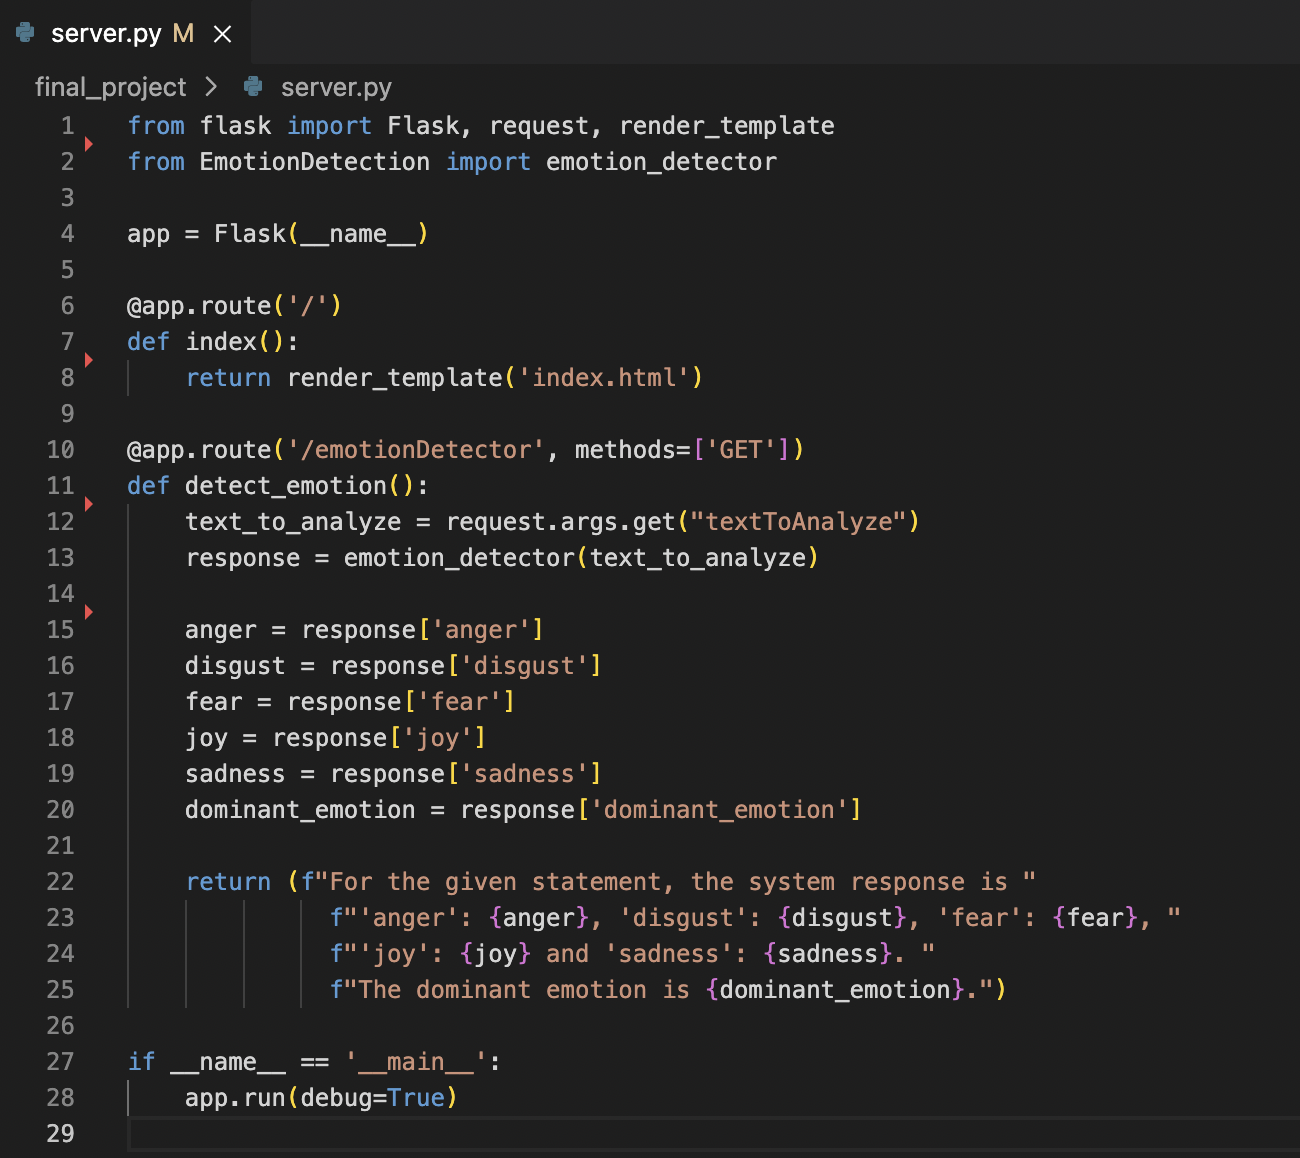 server.py M ×
final_project > server.py
1 from flask import Flask, request, render_template
2 from EmotionDetection import emotion_detector
3
4 app = Flask(__name__)
5
6 @app.route('/')
7 def index():
8     return render_template('index.html')
9
10 @app.route('/emotionDetector', methods=['GET'])
11 def detect_emotion():
12     text_to_analyze = request.args.get("textToAnalyze")
13     response = emotion_detector(text_to_analyze)
14
15     anger = response['anger']
16     disgust = response['disgust']
17     fear = response['fear']
18     joy = response['joy']
19     sadness = response['sadness']
20     dominant_emotion = response['dominant_emotion']
21
22     return (f"For the given statement, the system response is "
23               f"'anger': {anger}, 'disgust': {disgust}, 'fear': {fear}, "
24               f"'joy': {joy} and 'sadness': {sadness}. "
25               f"The dominant emotion is {dominant_emotion}.")
26
27 if __name__ == '__main__':
28     app.run(debug=True)
29